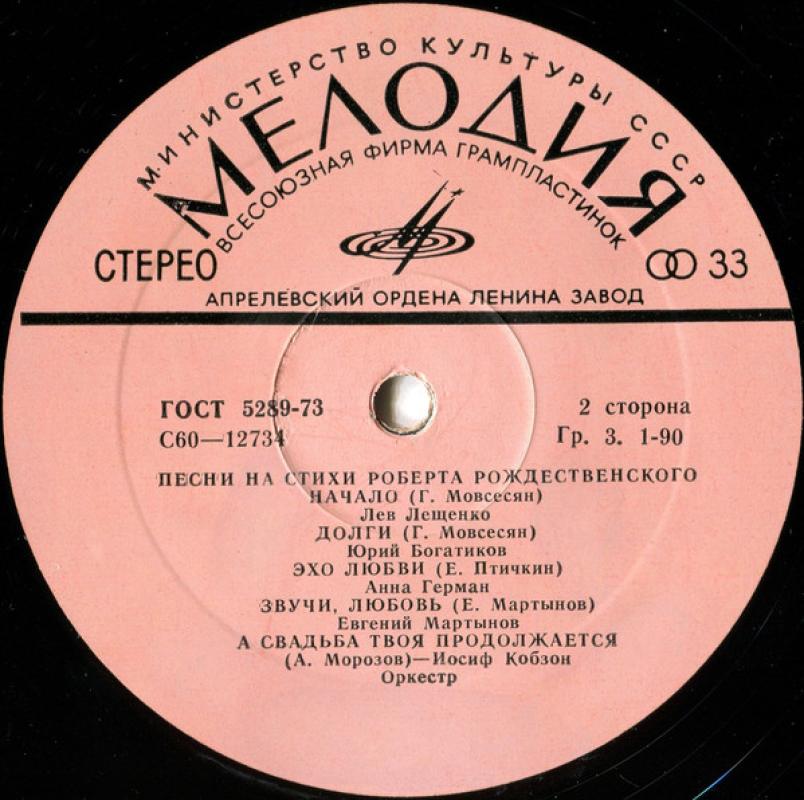 МИНИСТЕРСТВО КУЛЬТУРЫ СССР
МЕЛОДИЯ
ВСЕСОЮЗНАЯ ФИРМА ГРАМПЛАСТИНОК
СТЕРЕО
33
АПРЕЛЕВСКИЙ ОРДЕНА ЛЕНИНА ЗАВОД
ГОСТ 5289-73
2 сторона
С60—12734
Гр. 3. 1-90
ПЕСНИ НА СТИХИ РОБЕРТА РОЖДЕСТВЕНСКОГО
НАЧАЛО (Г. Мовсесян)
Лев Лещенко
ДОЛГИ (Г. Мовсесян)
Юрий Богатиков
ЭХО ЛЮБВИ (Е. Птичкин)
Анна Герман
ЗВУЧИ, ЛЮБОВЬ (Е. Мартынов)
Евгений Мартынов
А СВАДЬБА ТВОЯ ПРОДОЛЖАЕТСЯ
(А. Морозов)—Иосиф Кобзон
Оркестр